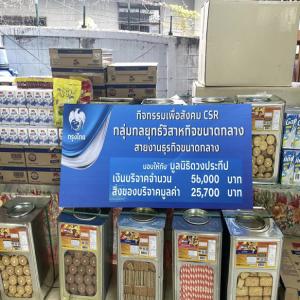 กรุงไทย
กิจกรรมเพื่อสังคม CSR
กลุ่มกลยุทธ์วิสาหกิจขนาดกลาง
สายงานธุรกิจขนาดกลาง
มอบให้กับ มูลนิธิดวงประทีป
เงินบริจาคจำนวน 56,000 บาท
สิ่งของบริจาคมูลค่า 25,700 บาท